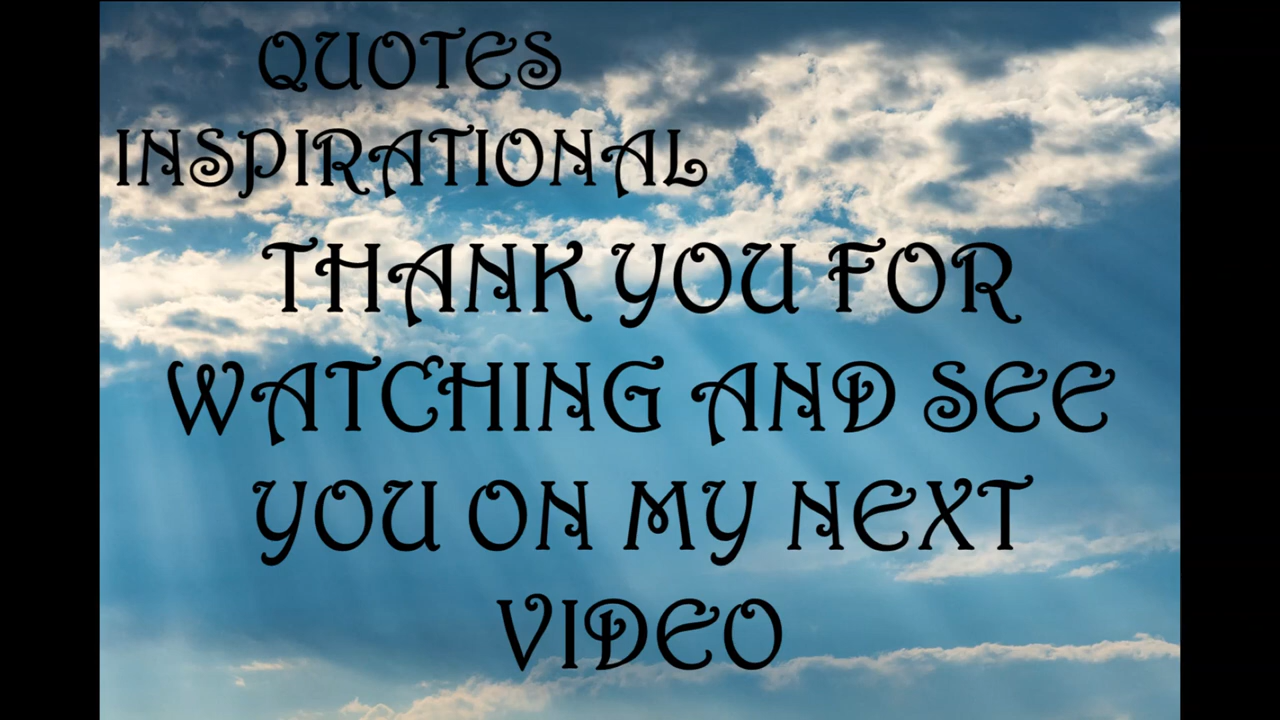 QUOTES
INSPIRATIONAL
THANK YOU FOR
WATCHING AND SEE
YOU ON MY NEXT
VIDEO